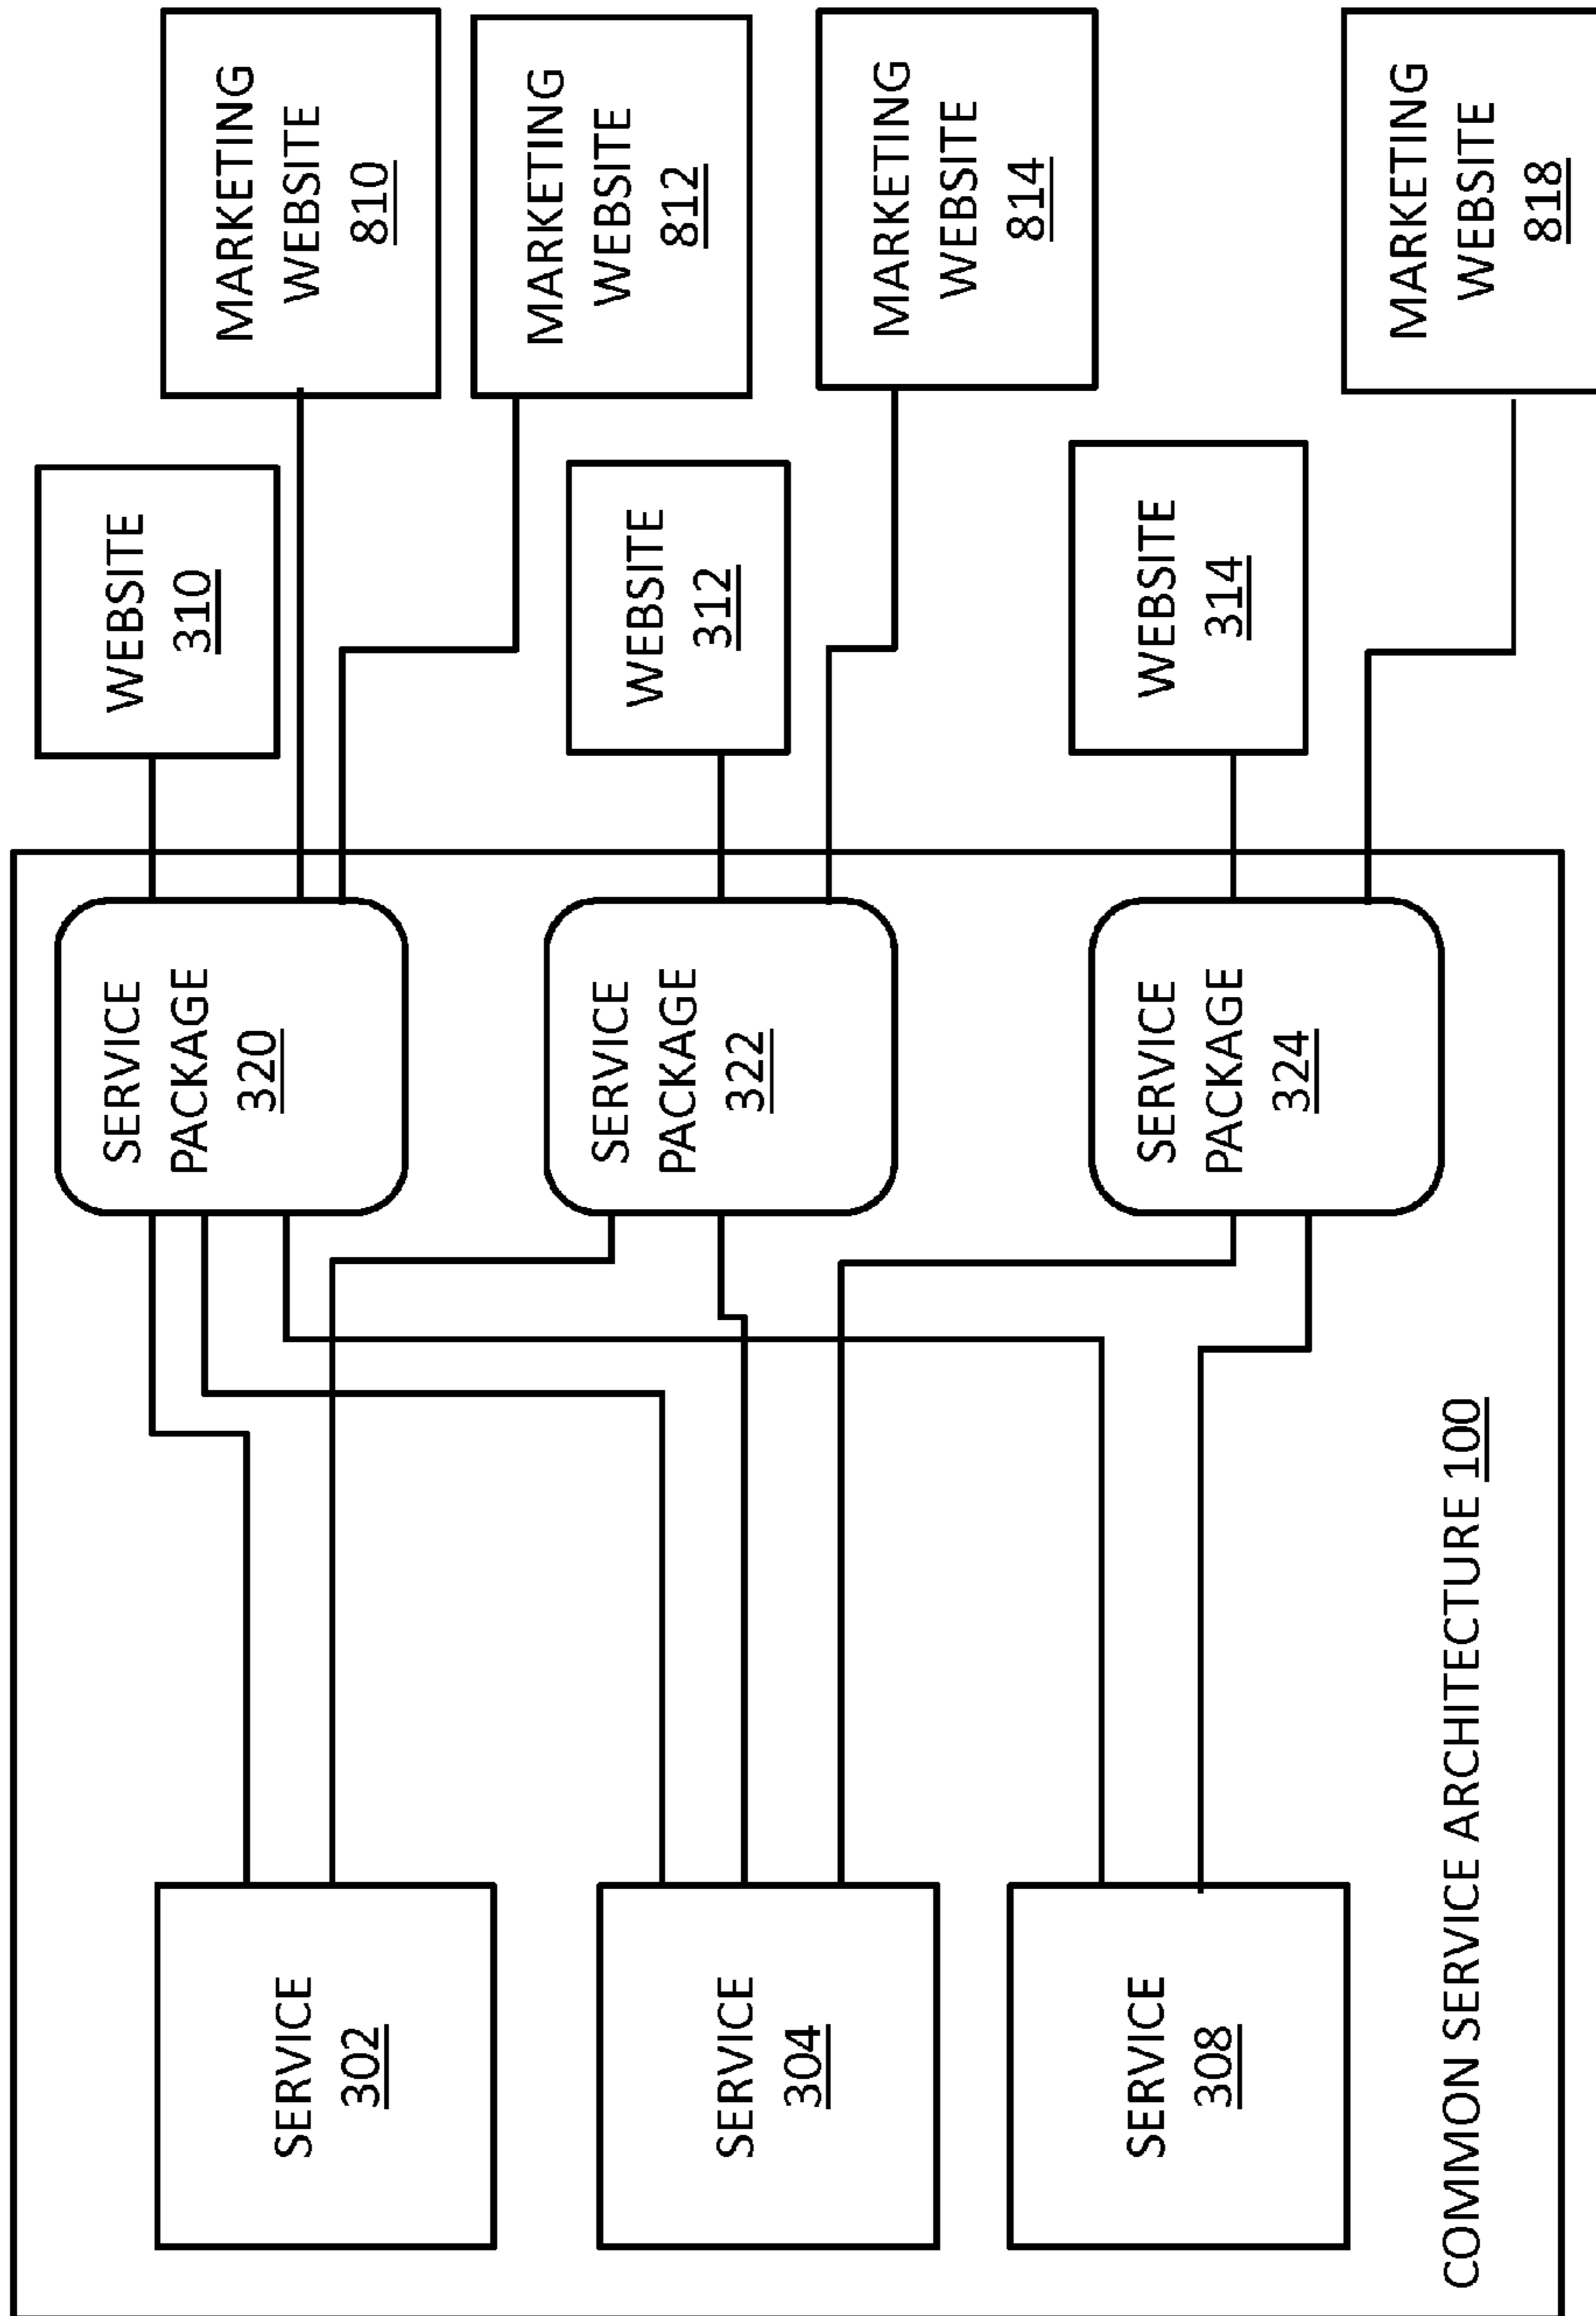 SERVICE
302
SERVICE
304
SERVICE
308
COMMON SERVICE ARCHITECTURE 100
SERVICE
PACKAGE
320
SERVICE
PACKAGE
322
SERVICE
PACKAGE
324
WEBSITE
310
WEBSITE
312
WEBSITE
314
MARKETING
WEBSITE
810
MARKETING
WEBSITE
812
MARKETING
WEBSITE
814
MARKETING
WEBSITE
818